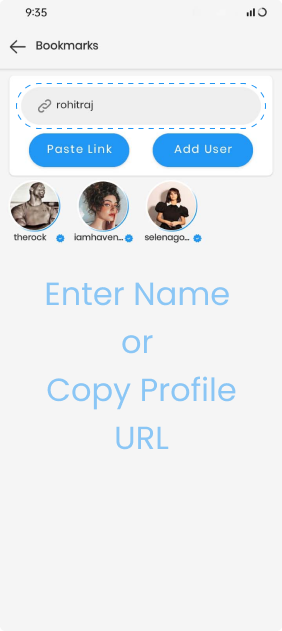 9:35
Bookmarks
rohitraj
Paste Link Add User
therock iamhaven... selenago...
Enter Name
or
Copy Profile
URL